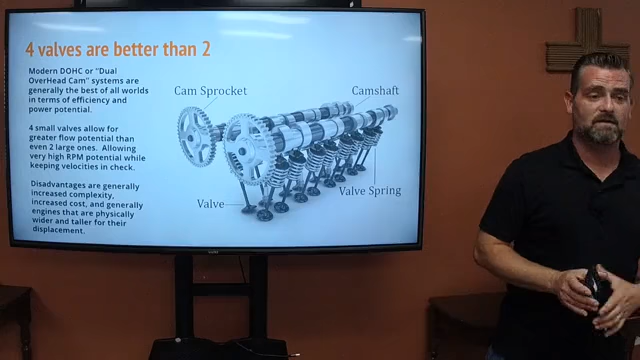 4 valves are better than 2
Modern DOHC or "Dual
OverHead Cam" systems are
generally the best of all worlds
in terms of efficiency and
power potential.
4 small valves allow for
greater flow potential than
even 2 large ones. Allowing
very high RPM potential while
keeping velocities in check.
Disadvantages are generally
increased complexity,
increased cost, and generally
engines that are physically
wider and taller for their
displacement.
Cam Sprocket
Camshaft
Valve Spring
Valve